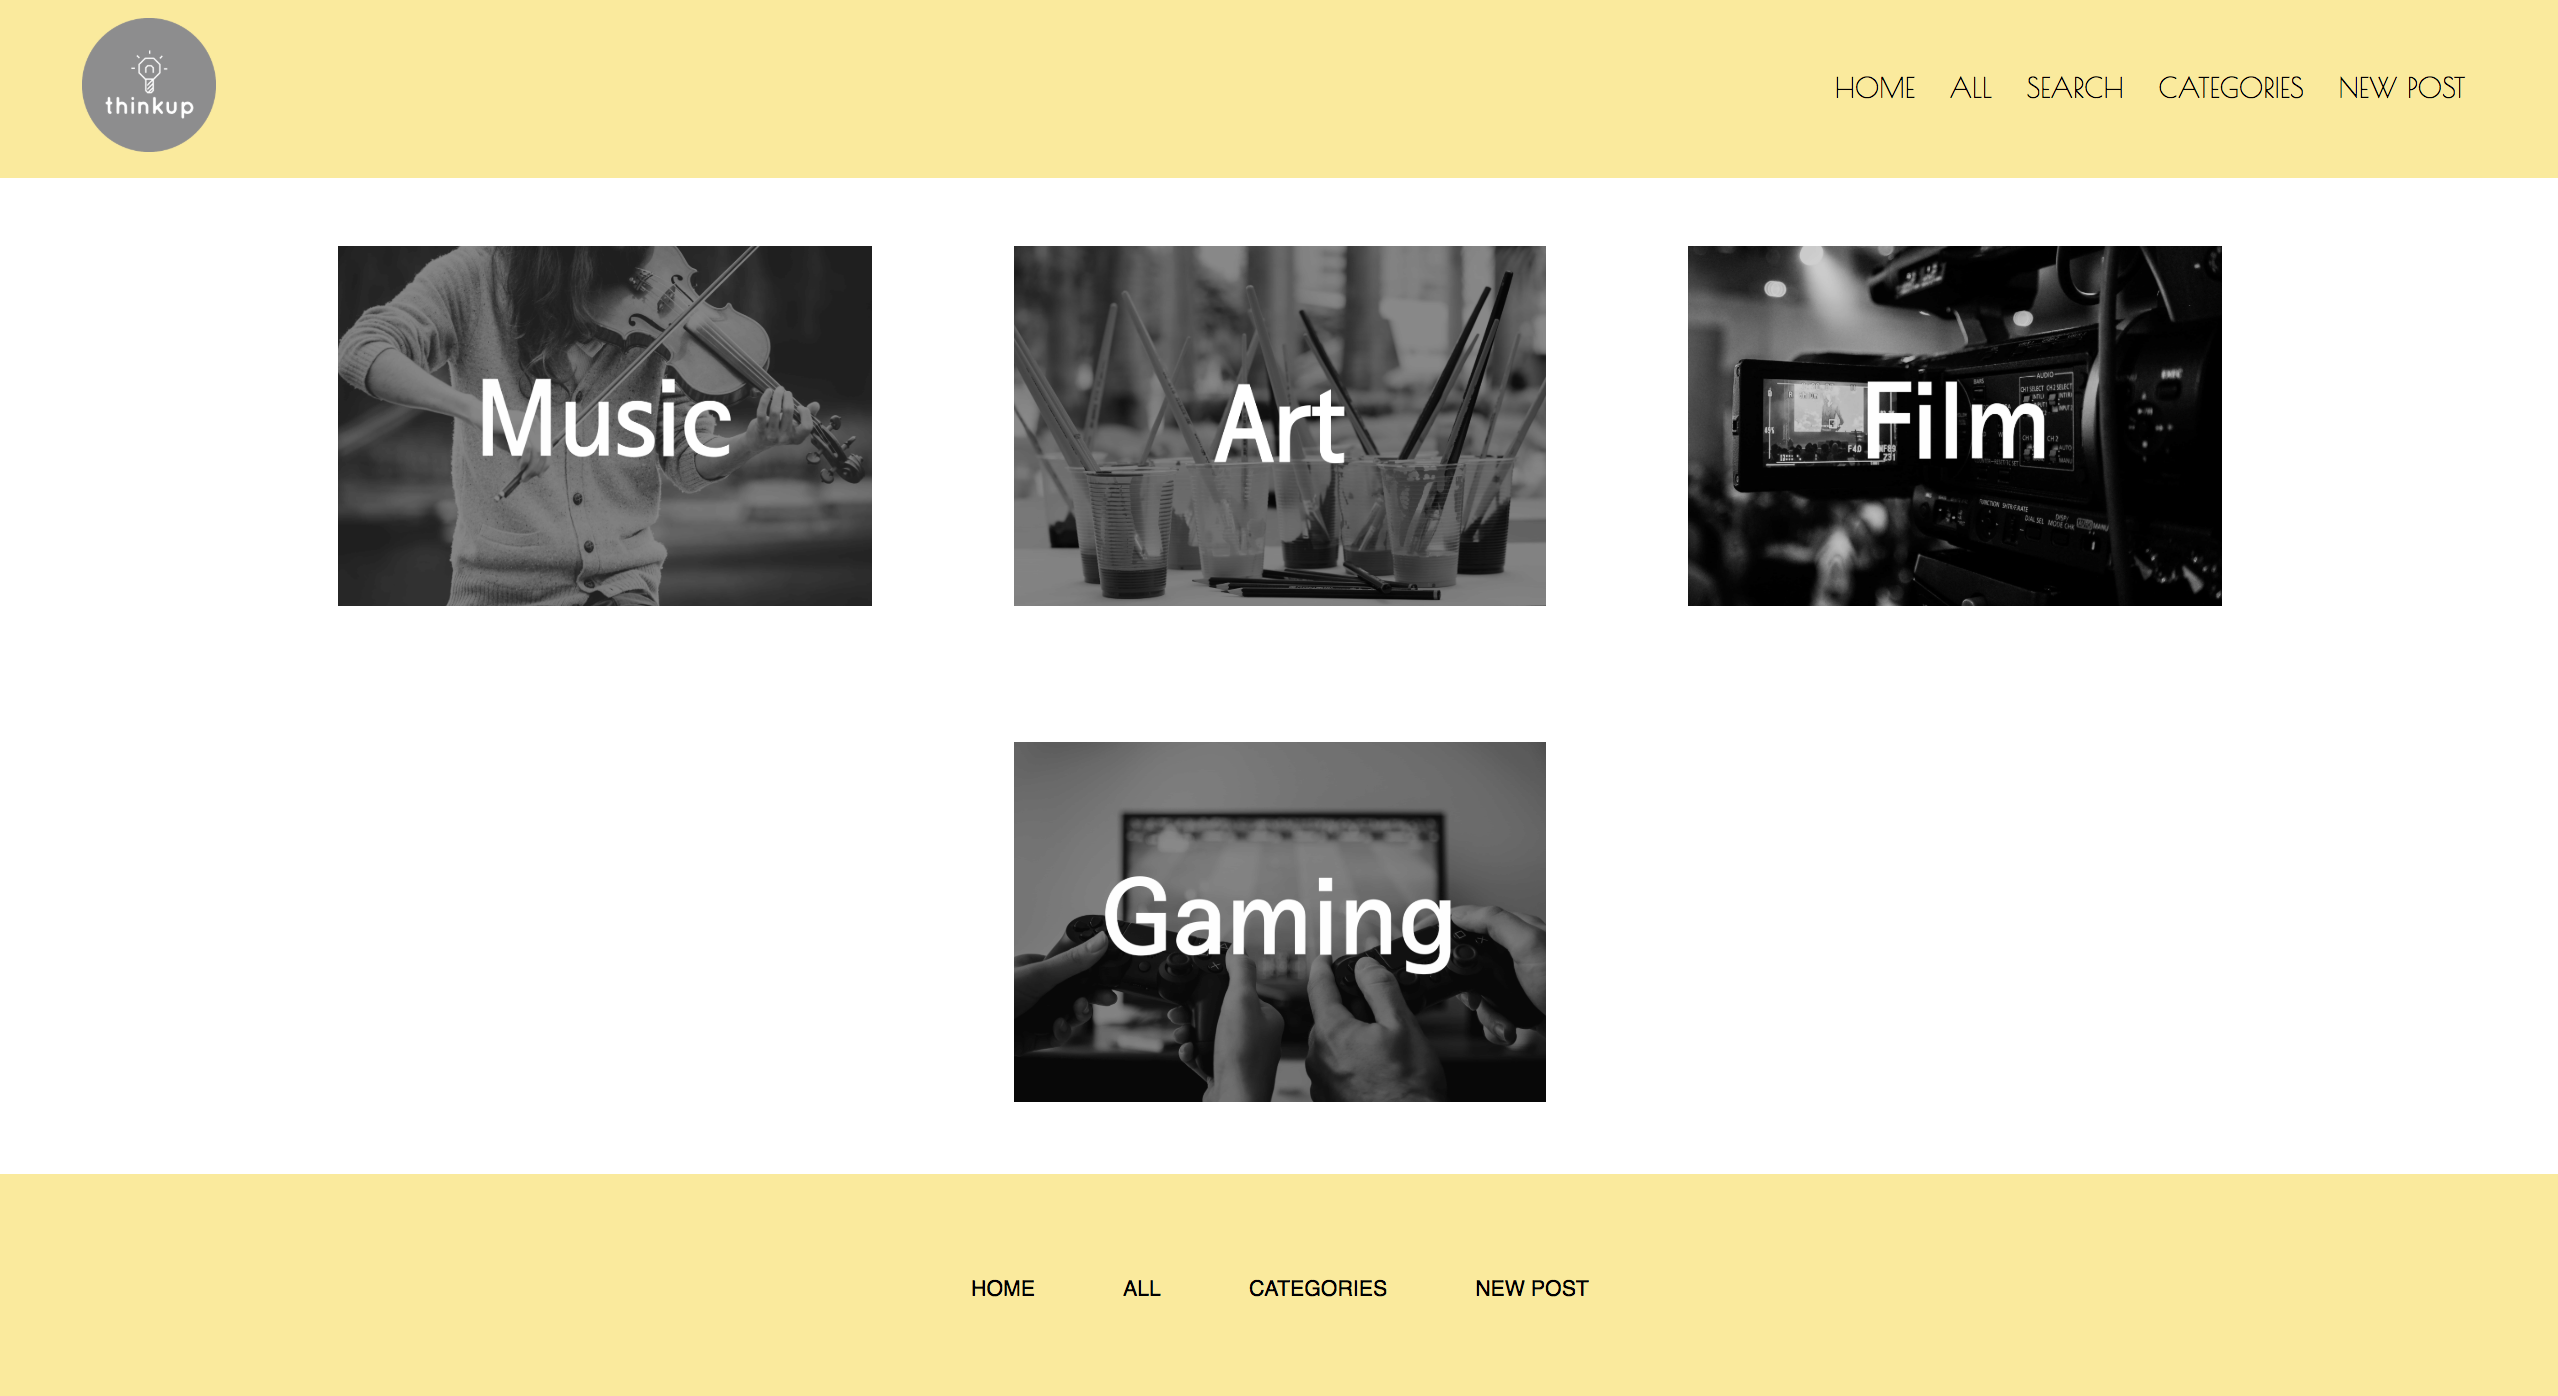 thinkup
HOME ALL SEARCH CATEGORIES NEW POST
Music
Art
Film
Gaming
HOME ALL CATEGORIES NEW POST